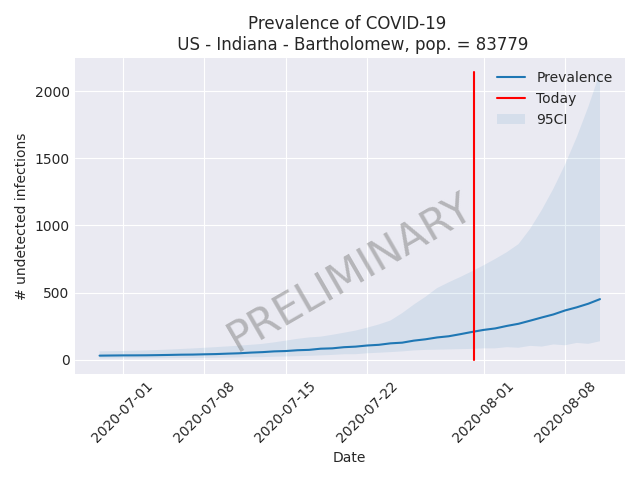 Prevalence of COVID-19
US - Indiana - Bartholomew, pop. = 83779
2000
1500
1000
500
0
# undetected infections
Prevalence
Today
95CI
PRELIMINARY
2020-07-01
2020-07-08
2020-07-15
2020-07-22
2020-08-01
2020-08-08
Date